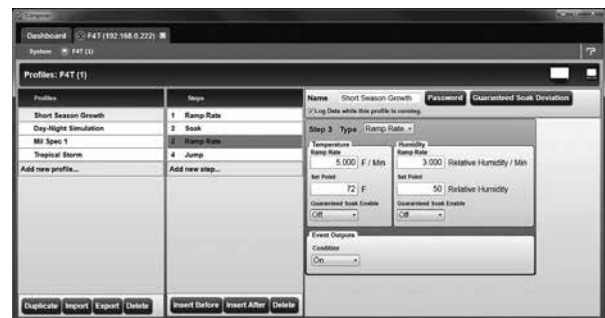 Composer
Dashboard F4T (192.168.0.222)
System F4T (1)
Profiles: F4T (1)
Profiles
Short Season Growth
Day-Night Simulation
Mil Spec 1
Tropical Storm
Add new profile...
Duplicate Import Export Delete
Steps
1 Ramp Rate
2 Soak
3 Ramp Rate
4 Jump
Add new step...
Insert Before Insert After Delete
Name Short Season Growth Password Guaranteed Soak Deviation
Log Data while this profile is running.
Step 3 Type Ramp Rate
Temperature
Ramp Rate
5.000 F / Min
Set Point
72 F
Guaranteed Soak Enable
Off
Humidity
Ramp Rate
3.000 Relative Humidity / Min
Set Point
50 Relative Humidity
Guaranteed Soak Enable
Off
Event Outputs
Condition
On